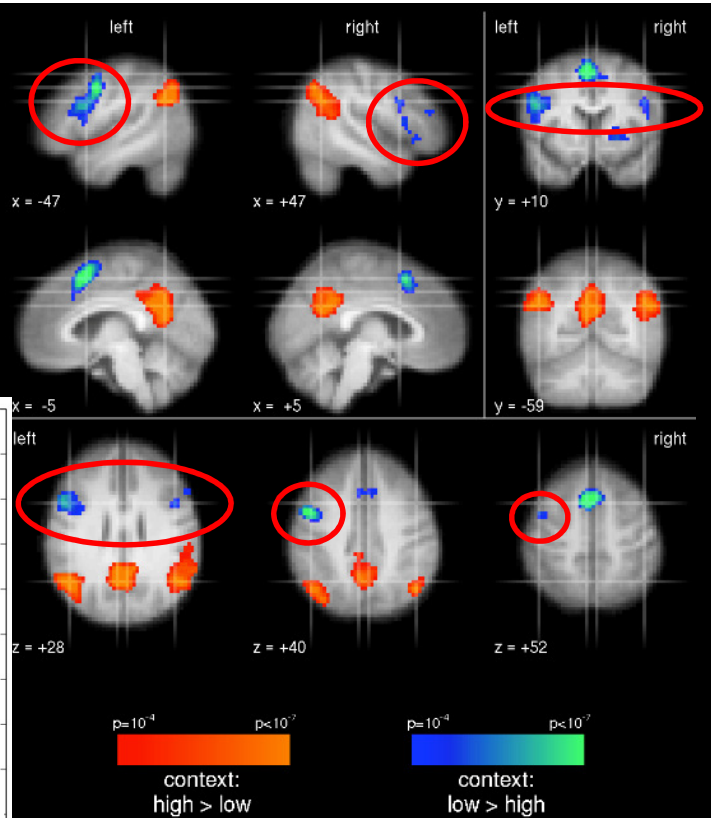 left
right
left
right
x = -47
x = +47
y = +10
x = -5
x = +5
y = -59
left
right
z = +28
z = +40
z = +52
p=10⁻⁴
p<10⁻⁷
p=10⁻⁴
p<10⁻⁷
context:
high > low
context:
low > high